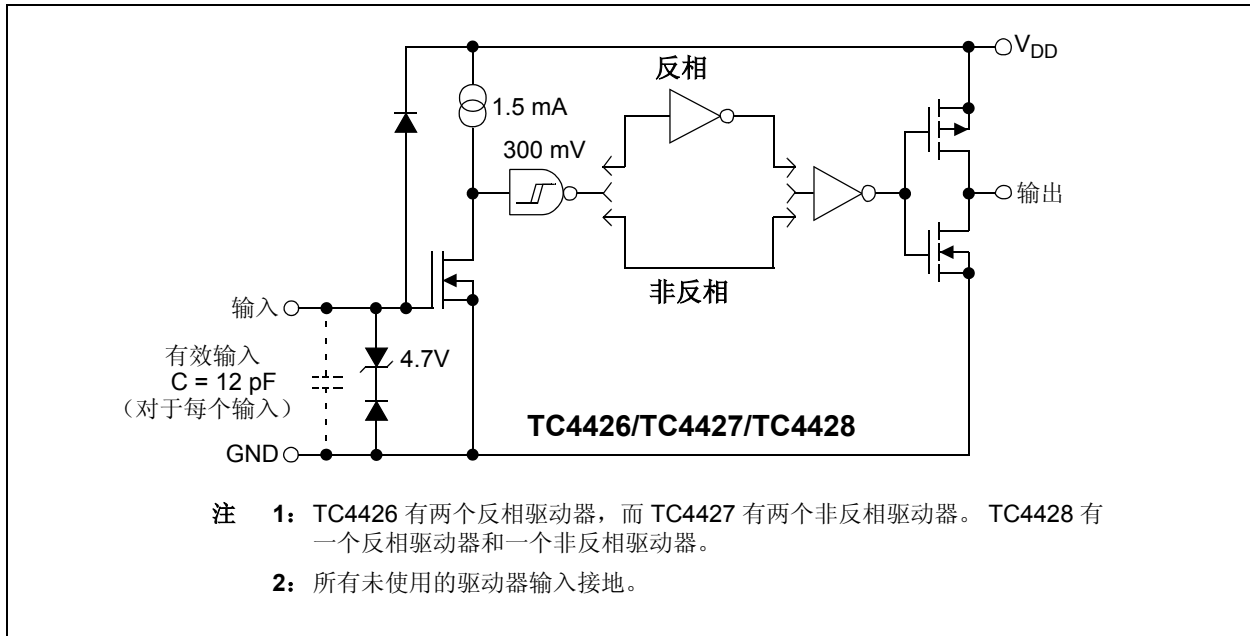 V_DD
反相
1.5 mA
300 mV
输出
非反相
输入
有效输入
4.7V
C = 12 pF
（对于每个输入）
TC4426/TC4427/TC4428
GND
注 1： TC4426 有两个反相驱动器，而 TC4427 有两个非反相驱动器。 TC4428 有
一个反相驱动器和一个非反相驱动器。
2： 所有未使用的驱动器输入接地。